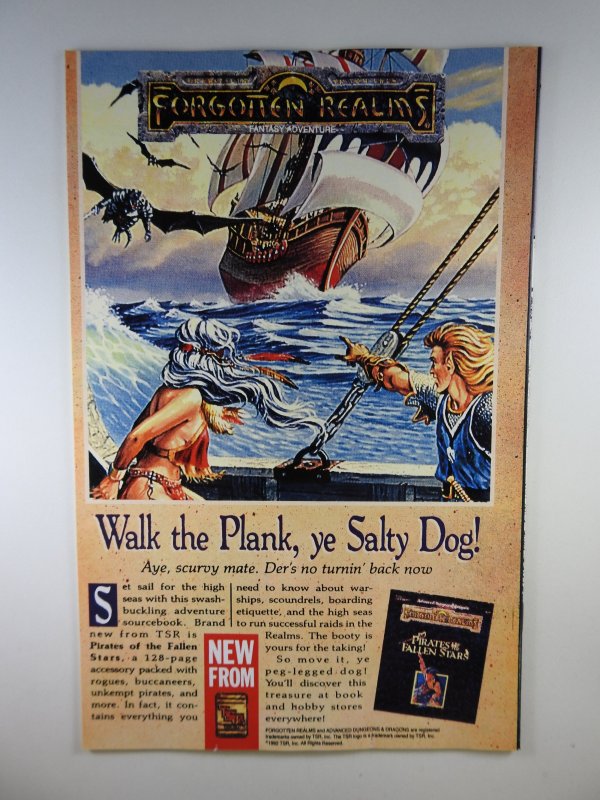 FORGOTTEN REALMS
FANTASY ADVENTURE
Walk the Plank, ye Salty Dog!
Aye, scurvy mate. Der's no turnin' back now
Set sail for the high
seas with this swash-
buckling adventure
sourcebook. Brand
new from TSR is
Pirates of the Fallen
Stars, a 128-page
accessory packed with
rogues, buccaneers,
unkempt pirates, and
more. In fact, it con-
tains everything you
NEW
FROM
need to know about war-
ships, scoundrels, boarding
etiquette, and the high seas
to run successful raids in the
Realms. The booty is
yours for the taking!
So move it, ye
peg-legged dog!
You'll discover this
treasure at book
and hobby stores
everywhere!
Advanced Dungeons & Dragons
FORGOTTEN REALMS
PIRATES OF THE
FALLEN STARS
FORGOTTEN REALMS and ADVANCED DUNGEONS & DRAGONS are registered
trademarks owned by TSR, Inc. The TSR logo is a trademark owned by TSR, Inc.
©1992 TSR, Inc. All Rights Reserved.